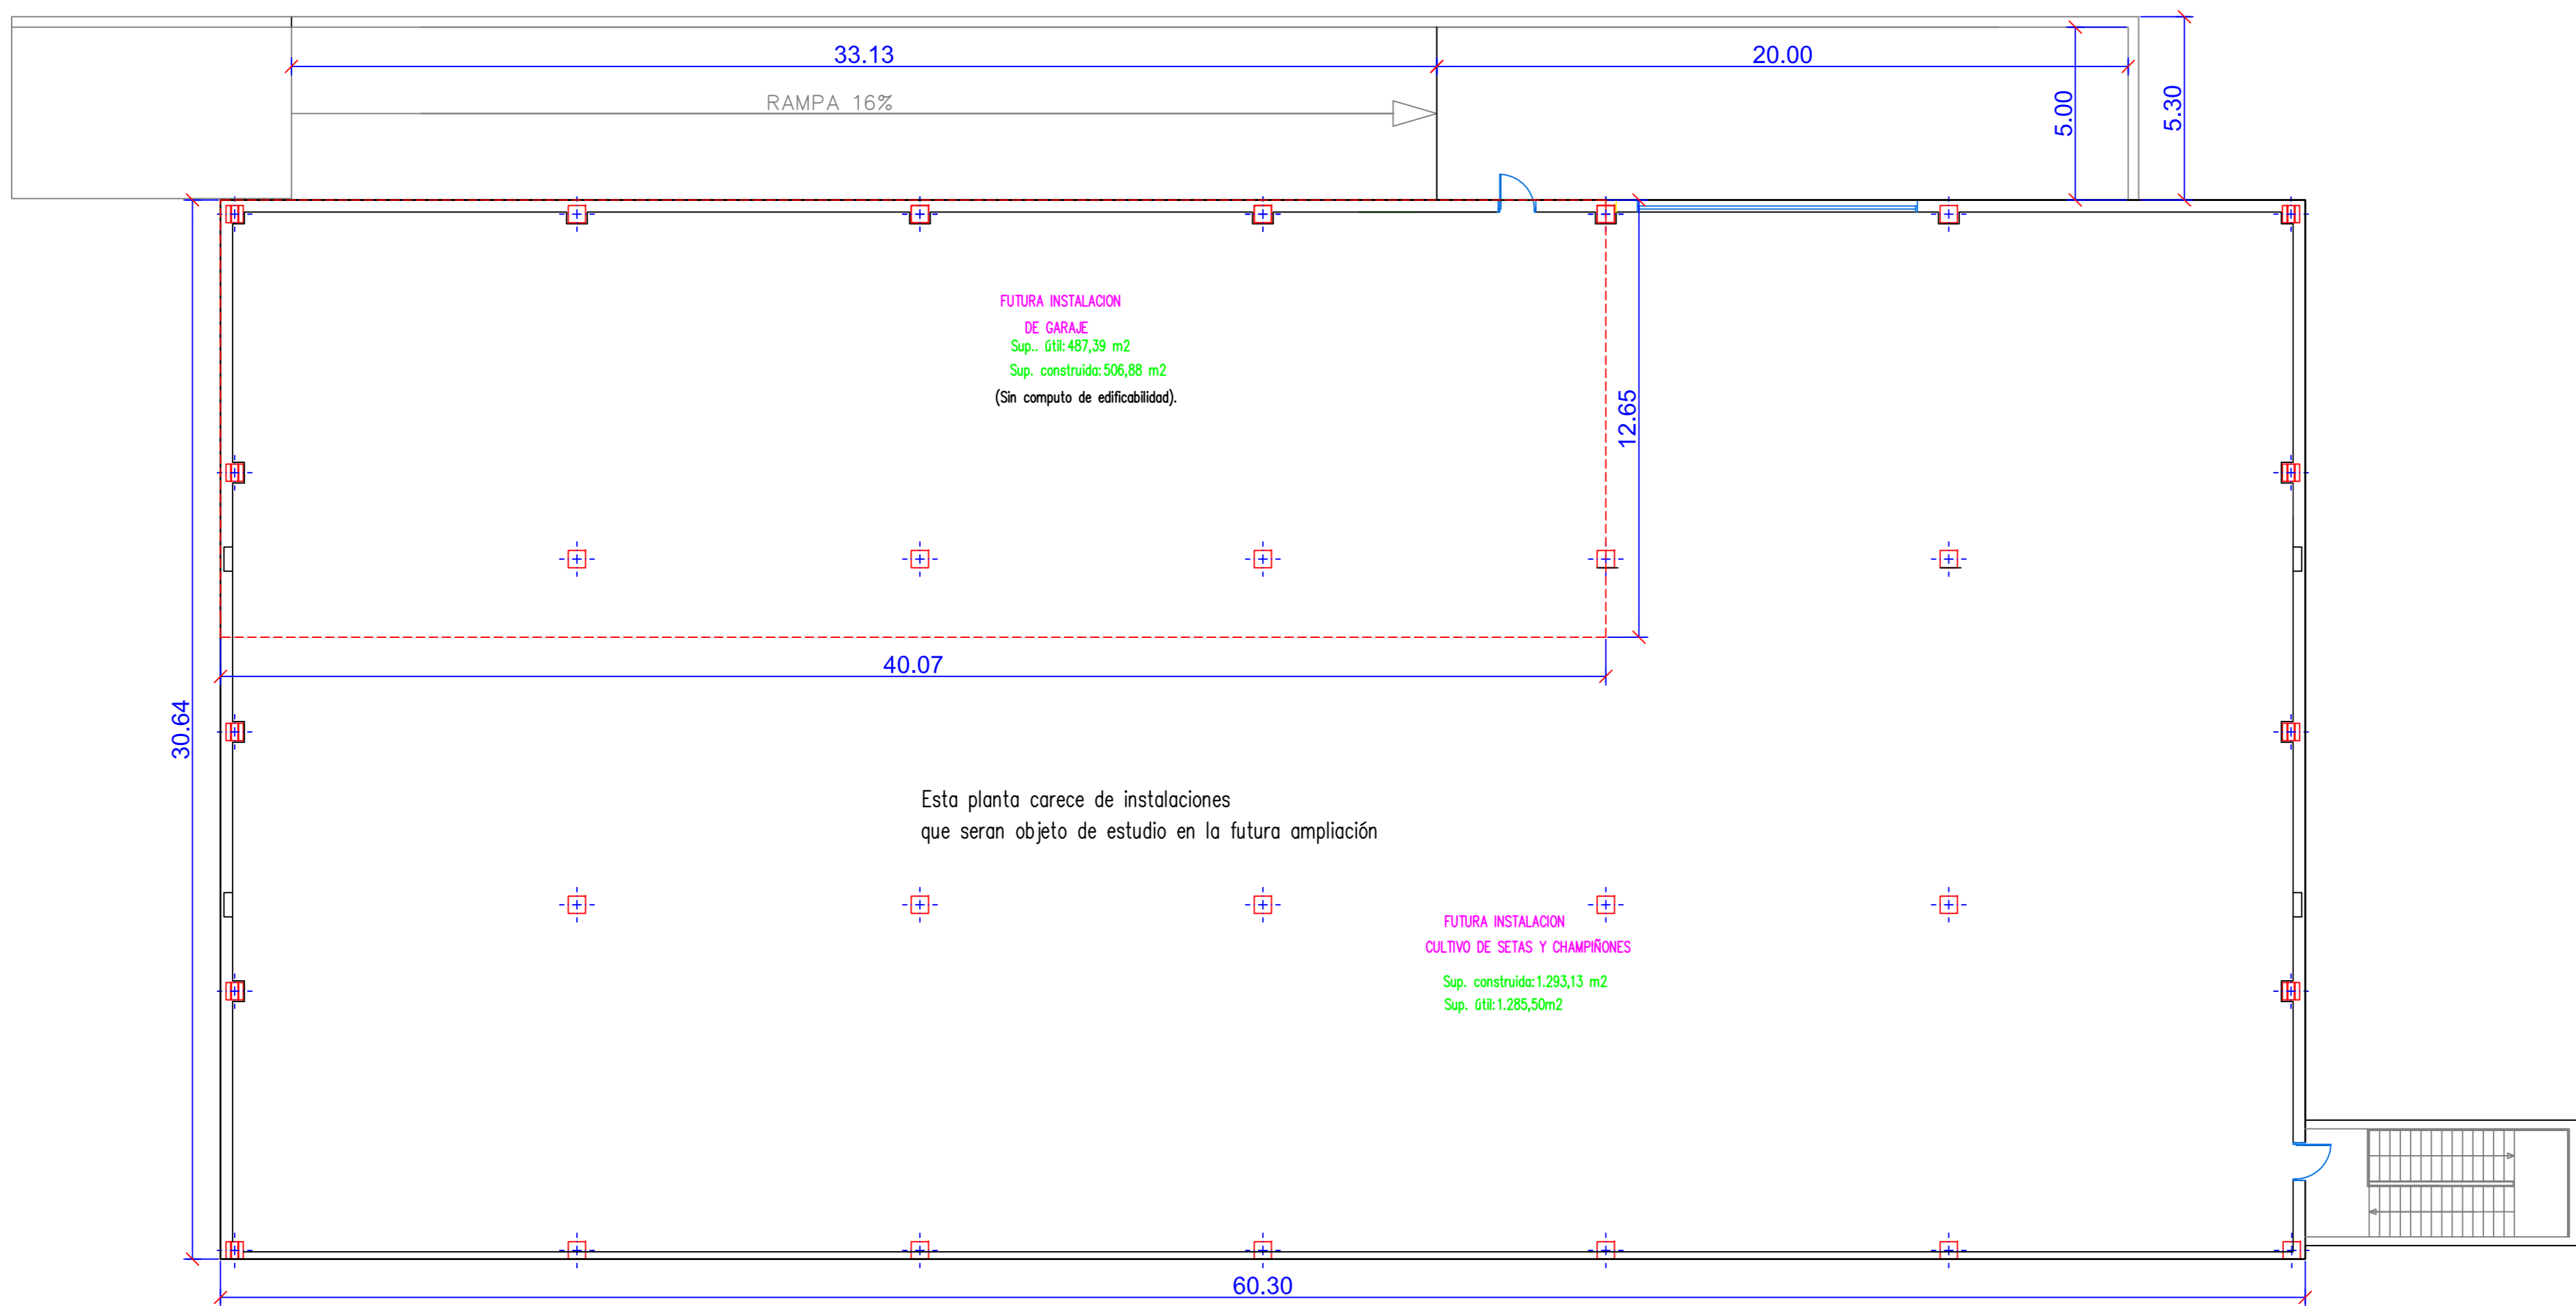 33.13
20.00
RAMPA 16%
5.00
5.30
FUTURA INSTALACION
DE GARAJE
Sup.. útil: 487,39 m2
Sup. construida: 506,88 m2
(Sin computo de edificabilidad).
12.65
40.07
30.64
Esta planta carece de instalaciones
que seran objeto de estudio en la futura ampliación
FUTURA INSTALACION
CULTIVO DE SETAS Y CHAMPIÑONES
Sup. construida: 1.293,13 m2
Sup. útil: 1.285,50m2
60.30